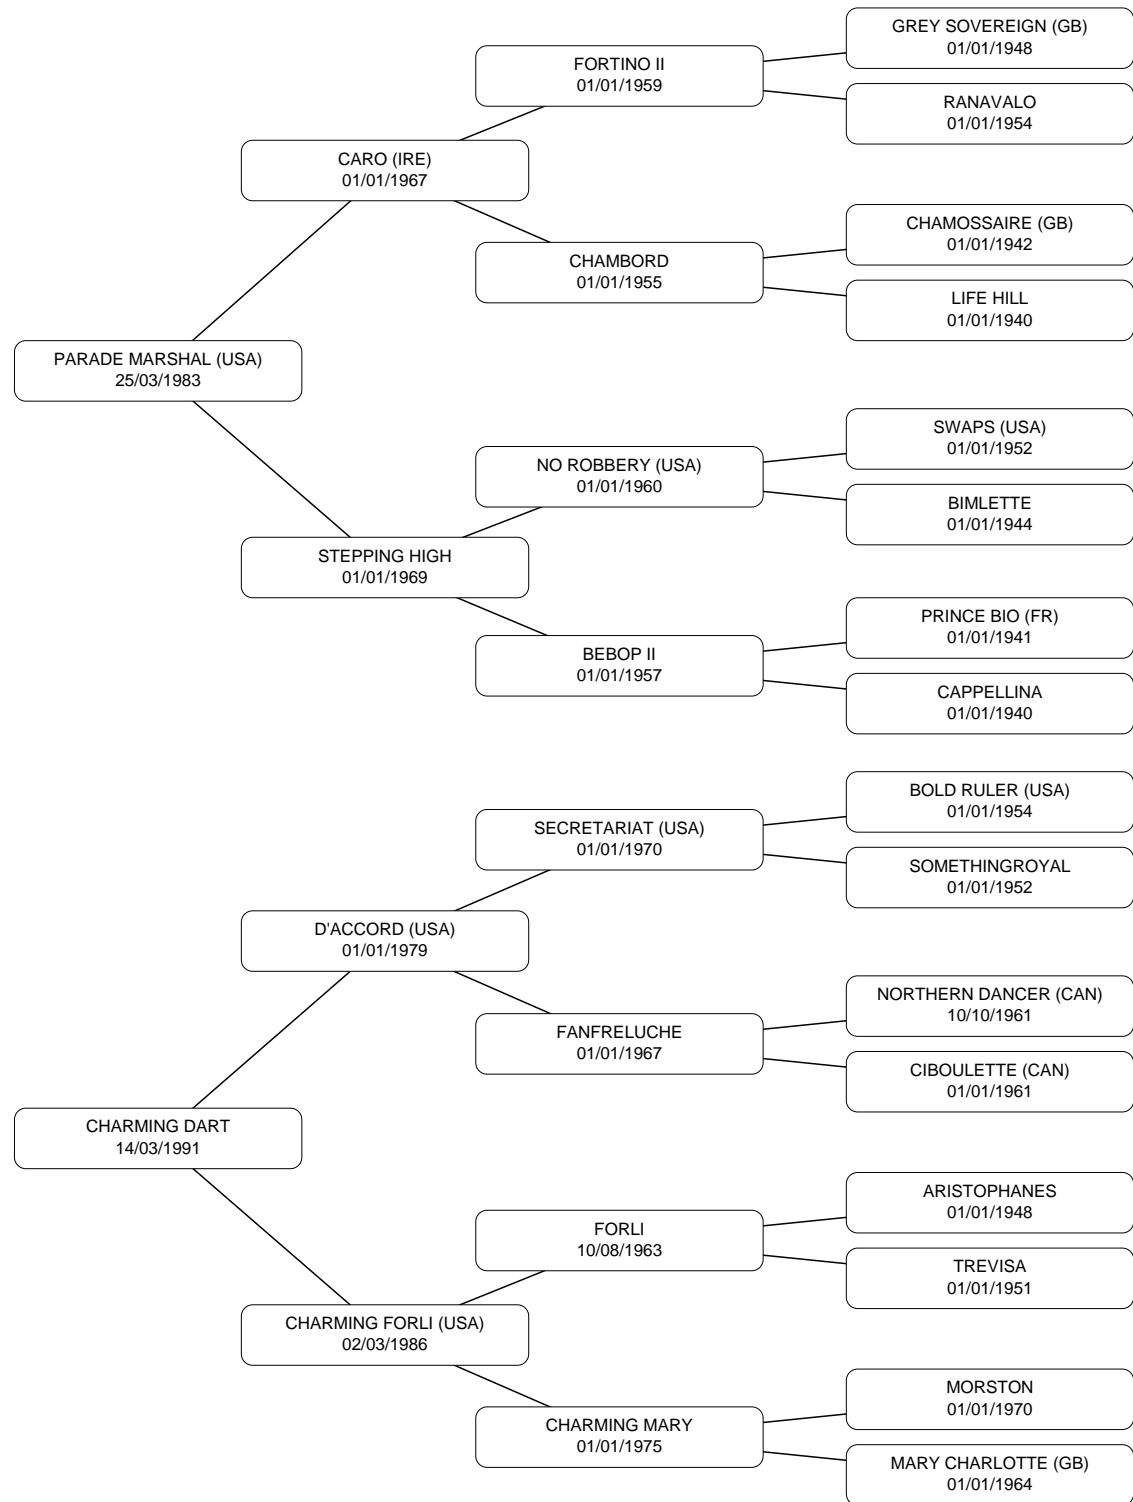 GREY SOVEREIGN (GB)
01/01/1948
FORTINO II
01/01/1959
RANAVALO
01/01/1954
CARO (IRE)
01/01/1967
CHAMOSSAIRE (GB)
01/01/1942
CHAMBORD
01/01/1955
LIFE HILL
01/01/1940
PARADE MARSHAL (USA)
25/03/1983
SWAPS (USA)
01/01/1952
NO ROBBERY (USA)
01/01/1960
BIMLETTE
01/01/1944
STEPPING HIGH
01/01/1969
PRINCE BIO (FR)
01/01/1941
BEBOP II
01/01/1957
CAPPELLINA
01/01/1940
BOLD RULER (USA)
01/01/1954
SECRETARIAT (USA)
01/01/1970
SOMETHINGROYAL
01/01/1952
D'ACCORD (USA)
01/01/1979
NORTHERN DANCER (CAN)
10/10/1961
FANFRELUCHE
01/01/1967
CIBOULETTE (CAN)
01/01/1961
CHARMING DART
14/03/1991
ARISTOPHANES
01/01/1948
FORLI
10/08/1963
TREVISA
01/01/1951
CHARMING FORLI (USA)
02/03/1986
MORSTON
01/01/1970
CHARMING MARY
01/01/1975
MARY CHARLOTTE (GB)
01/01/1964